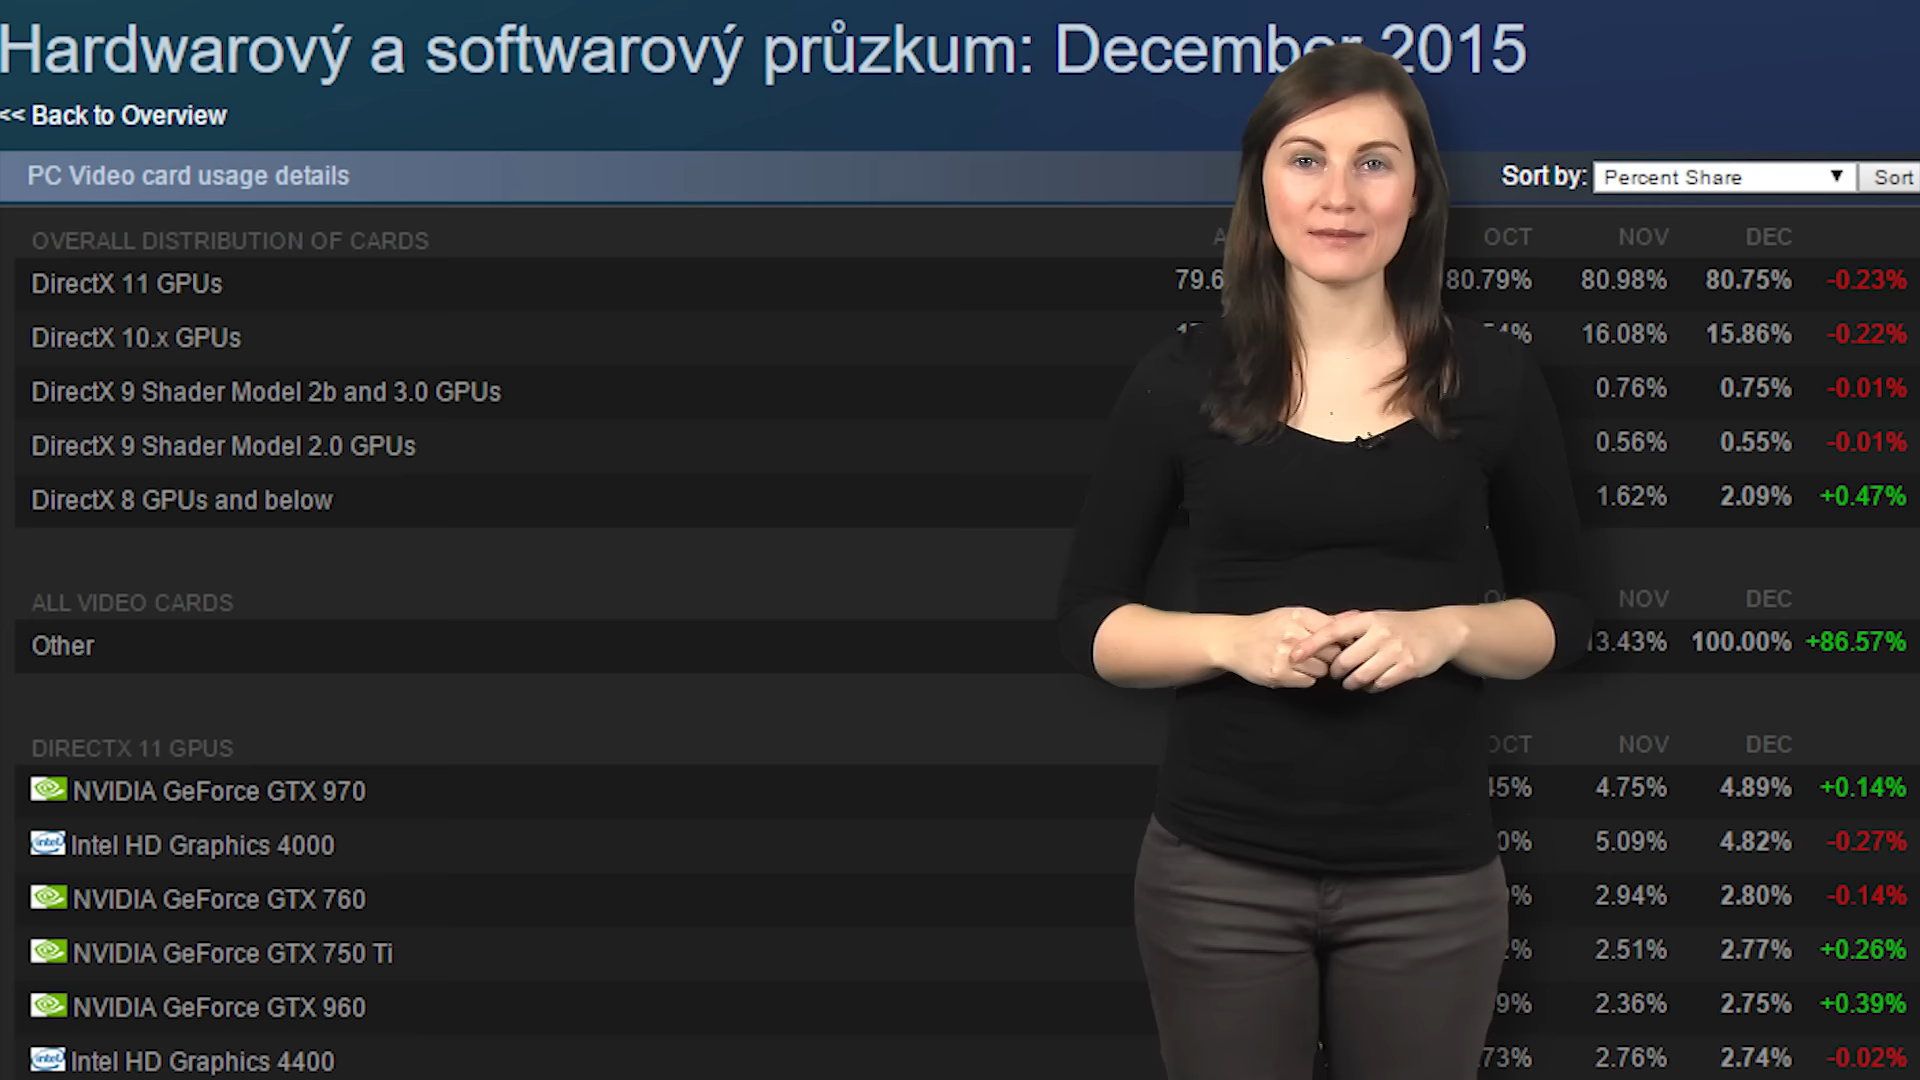 Hardwarový a softwarový průzkum: December 2015
<< Back to Overview
PC Video card usage details Sort by: Percent Share Sort
OVERALL DISTRIBUTION OF CARDS OCT NOV DEC
DirectX 11 GPUs 80.79% 80.98% 80.75% -0.23%
DirectX 10.x GPUs 16.08% 15.86% -0.22%
DirectX 9 Shader Model 2b and 3.0 GPUs 0.76% 0.75% -0.01%
DirectX 9 Shader Model 2.0 GPUs 0.56% 0.55% -0.01%
DirectX 8 GPUs and below 1.62% 2.09% +0.47%
ALL VIDEO CARDS NOV DEC
Other 100.00% +86.57%
DIRECTX 11 GPUS OCT NOV DEC
NVIDIA GeForce GTX 970 4.75% 4.89% +0.14%
intel Intel HD Graphics 4000 5.09% 4.82% -0.27%
NVIDIA GeForce GTX 760 2.94% 2.80% -0.14%
NVIDIA GeForce GTX 750 Ti 2.51% 2.77% +0.26%
NVIDIA GeForce GTX 960 2.36% 2.75% +0.39%
intel Intel HD Graphics 4400 2.76% 2.74% -0.02%